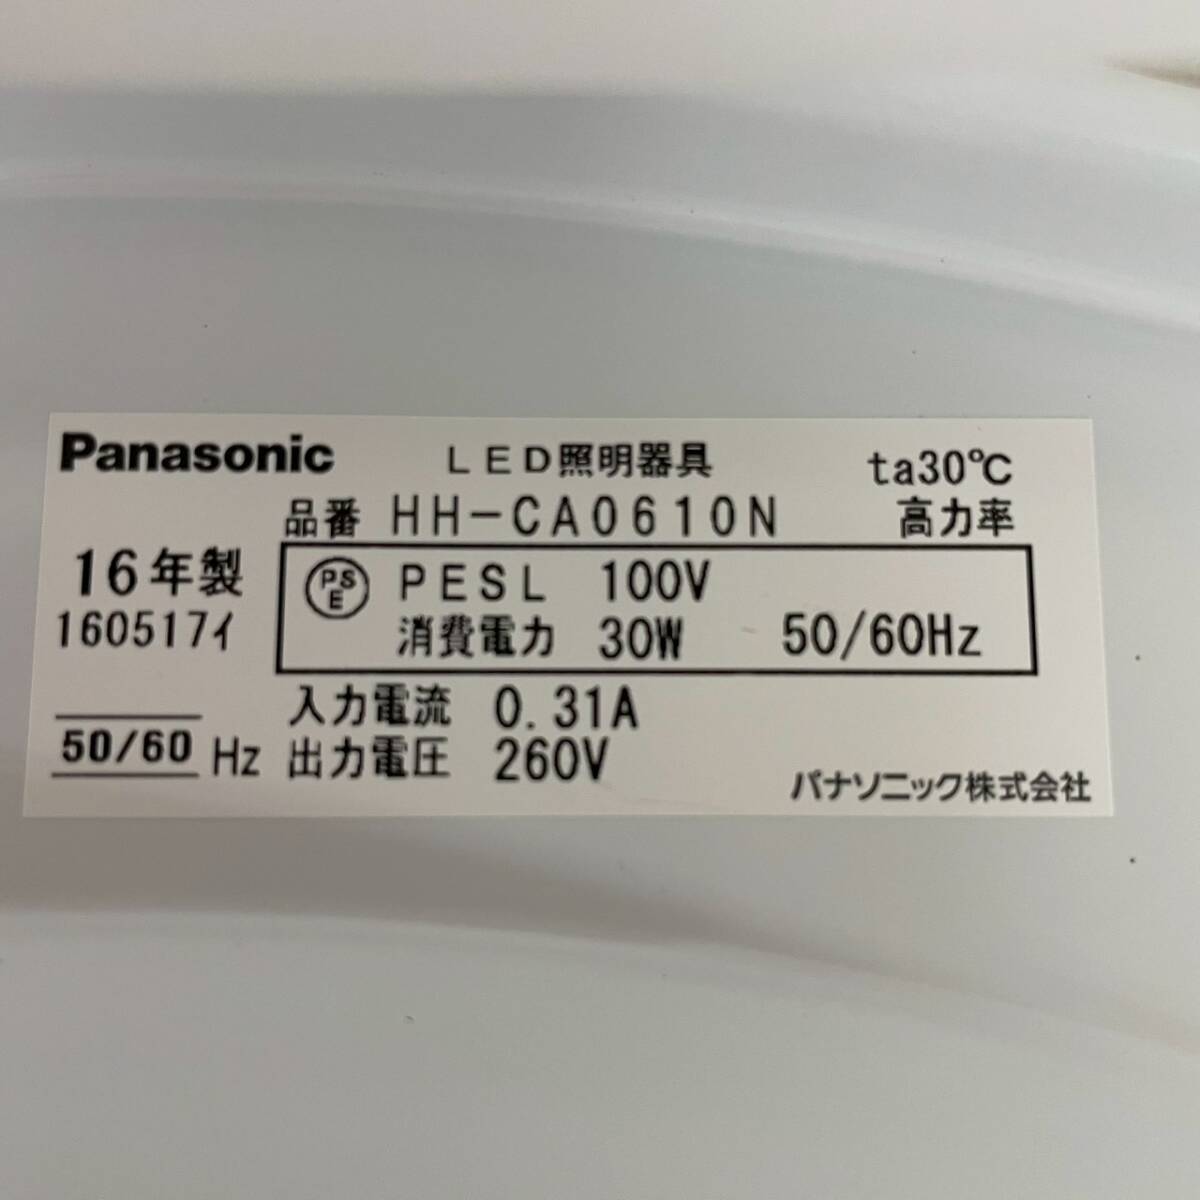 Panasonic LED照明器具 ta30℃
品番 HH-CA0610N 高力率
16年製 PSE PESL 100V
160517イ 消費電力 30W 50/60Hz
入力電流 0.31A
50/60 Hz 出力電圧 260V
パナソニック株式会社